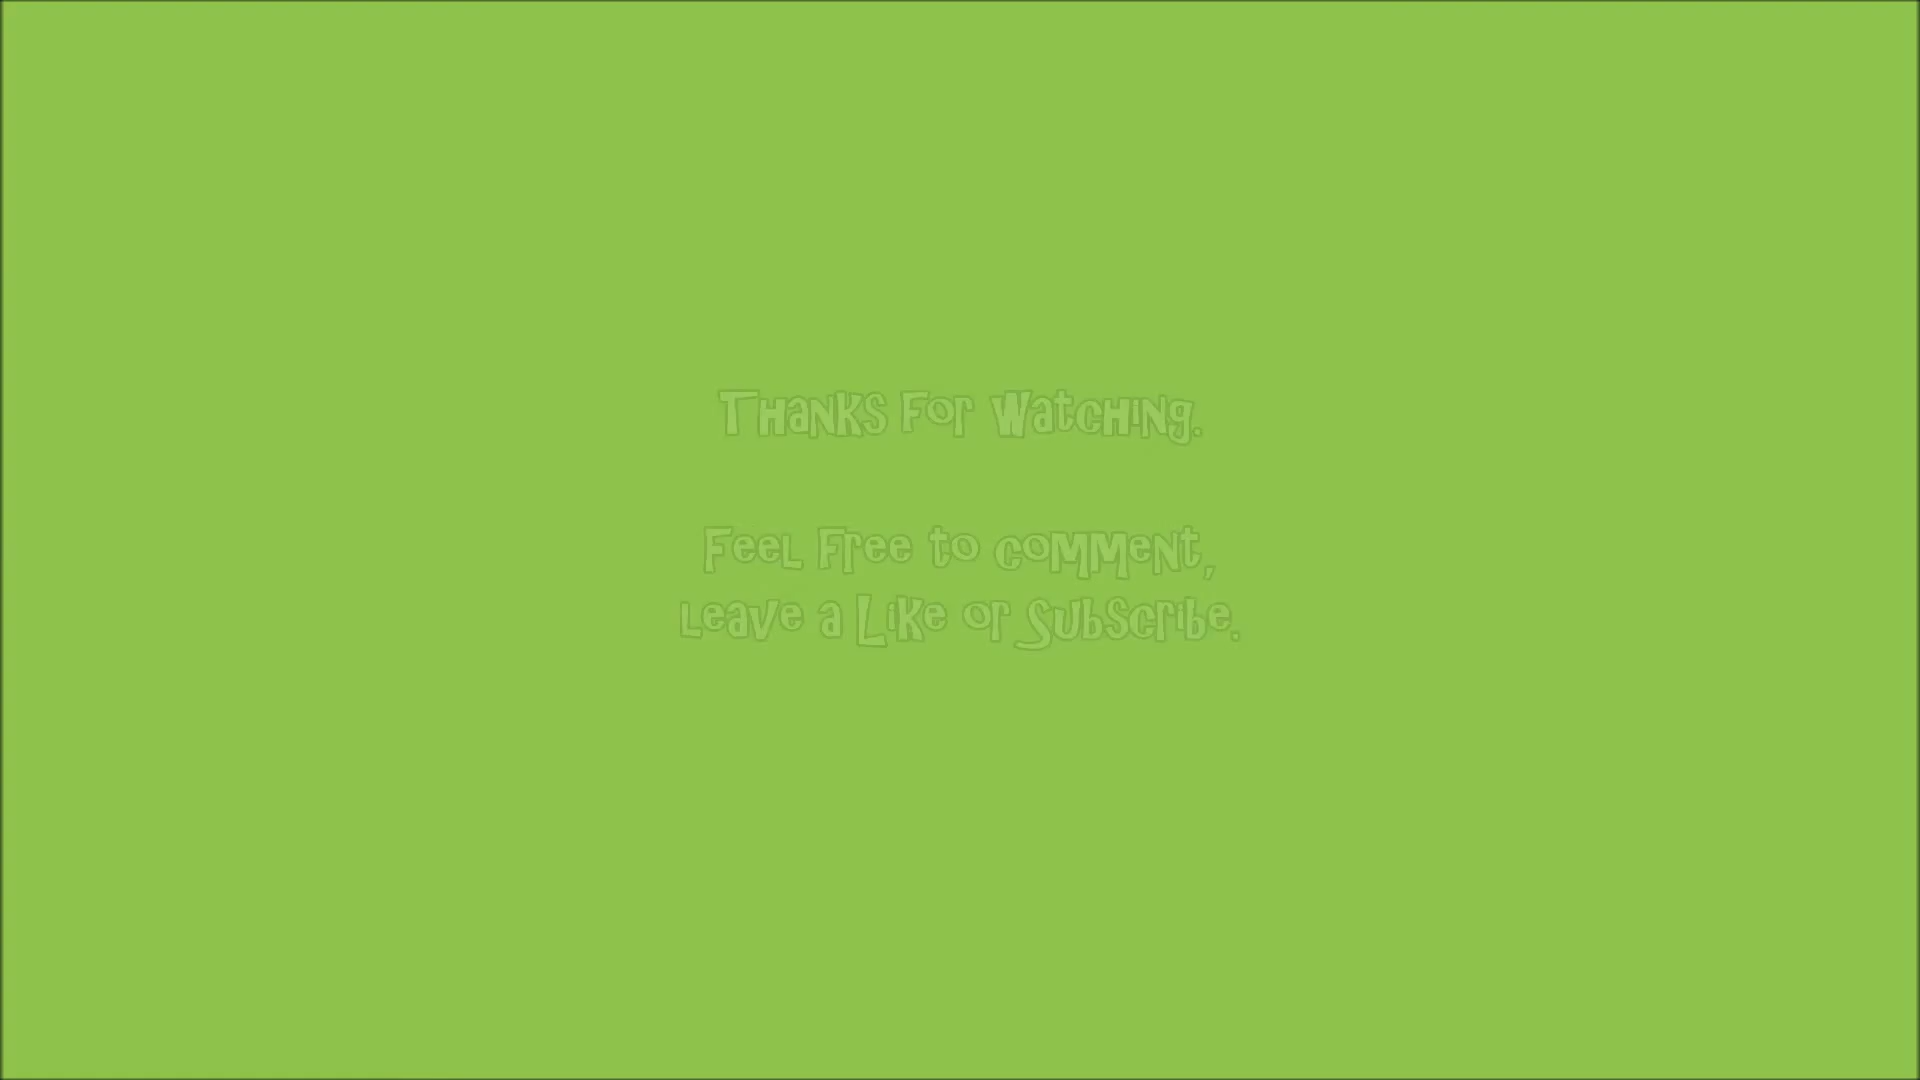 Thanks For Watching.
Feel Free to comment,
Leave a Like or Subscribe.